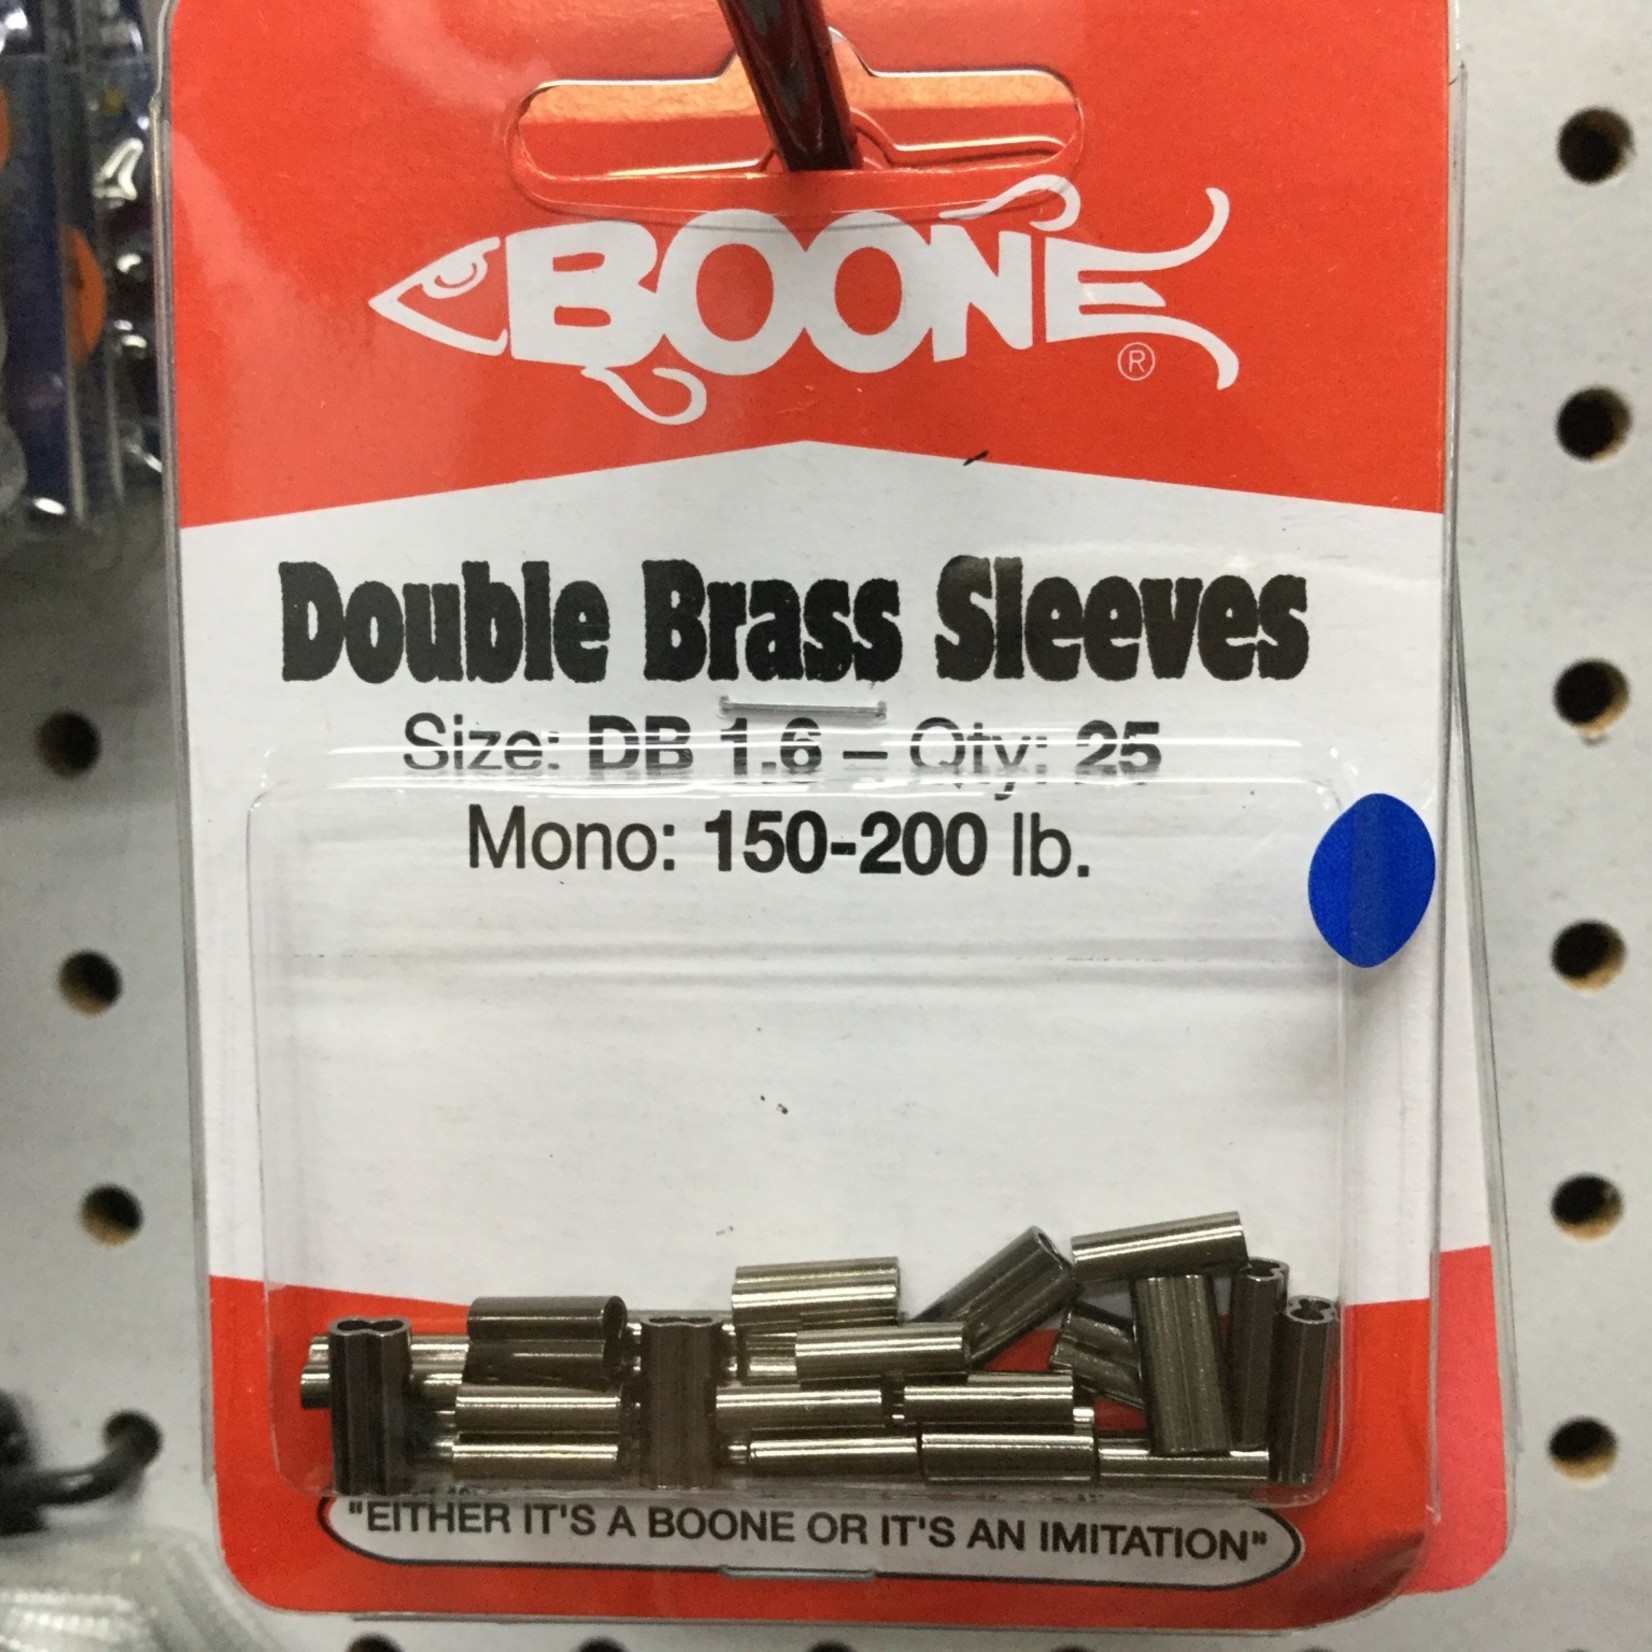 BOONE
®
Double Brass Sleeves
Size: DB 1.6 – Qty: 25
Mono: 150-200 lb.
"EITHER IT'S A BOONE OR IT'S AN IMITATION"